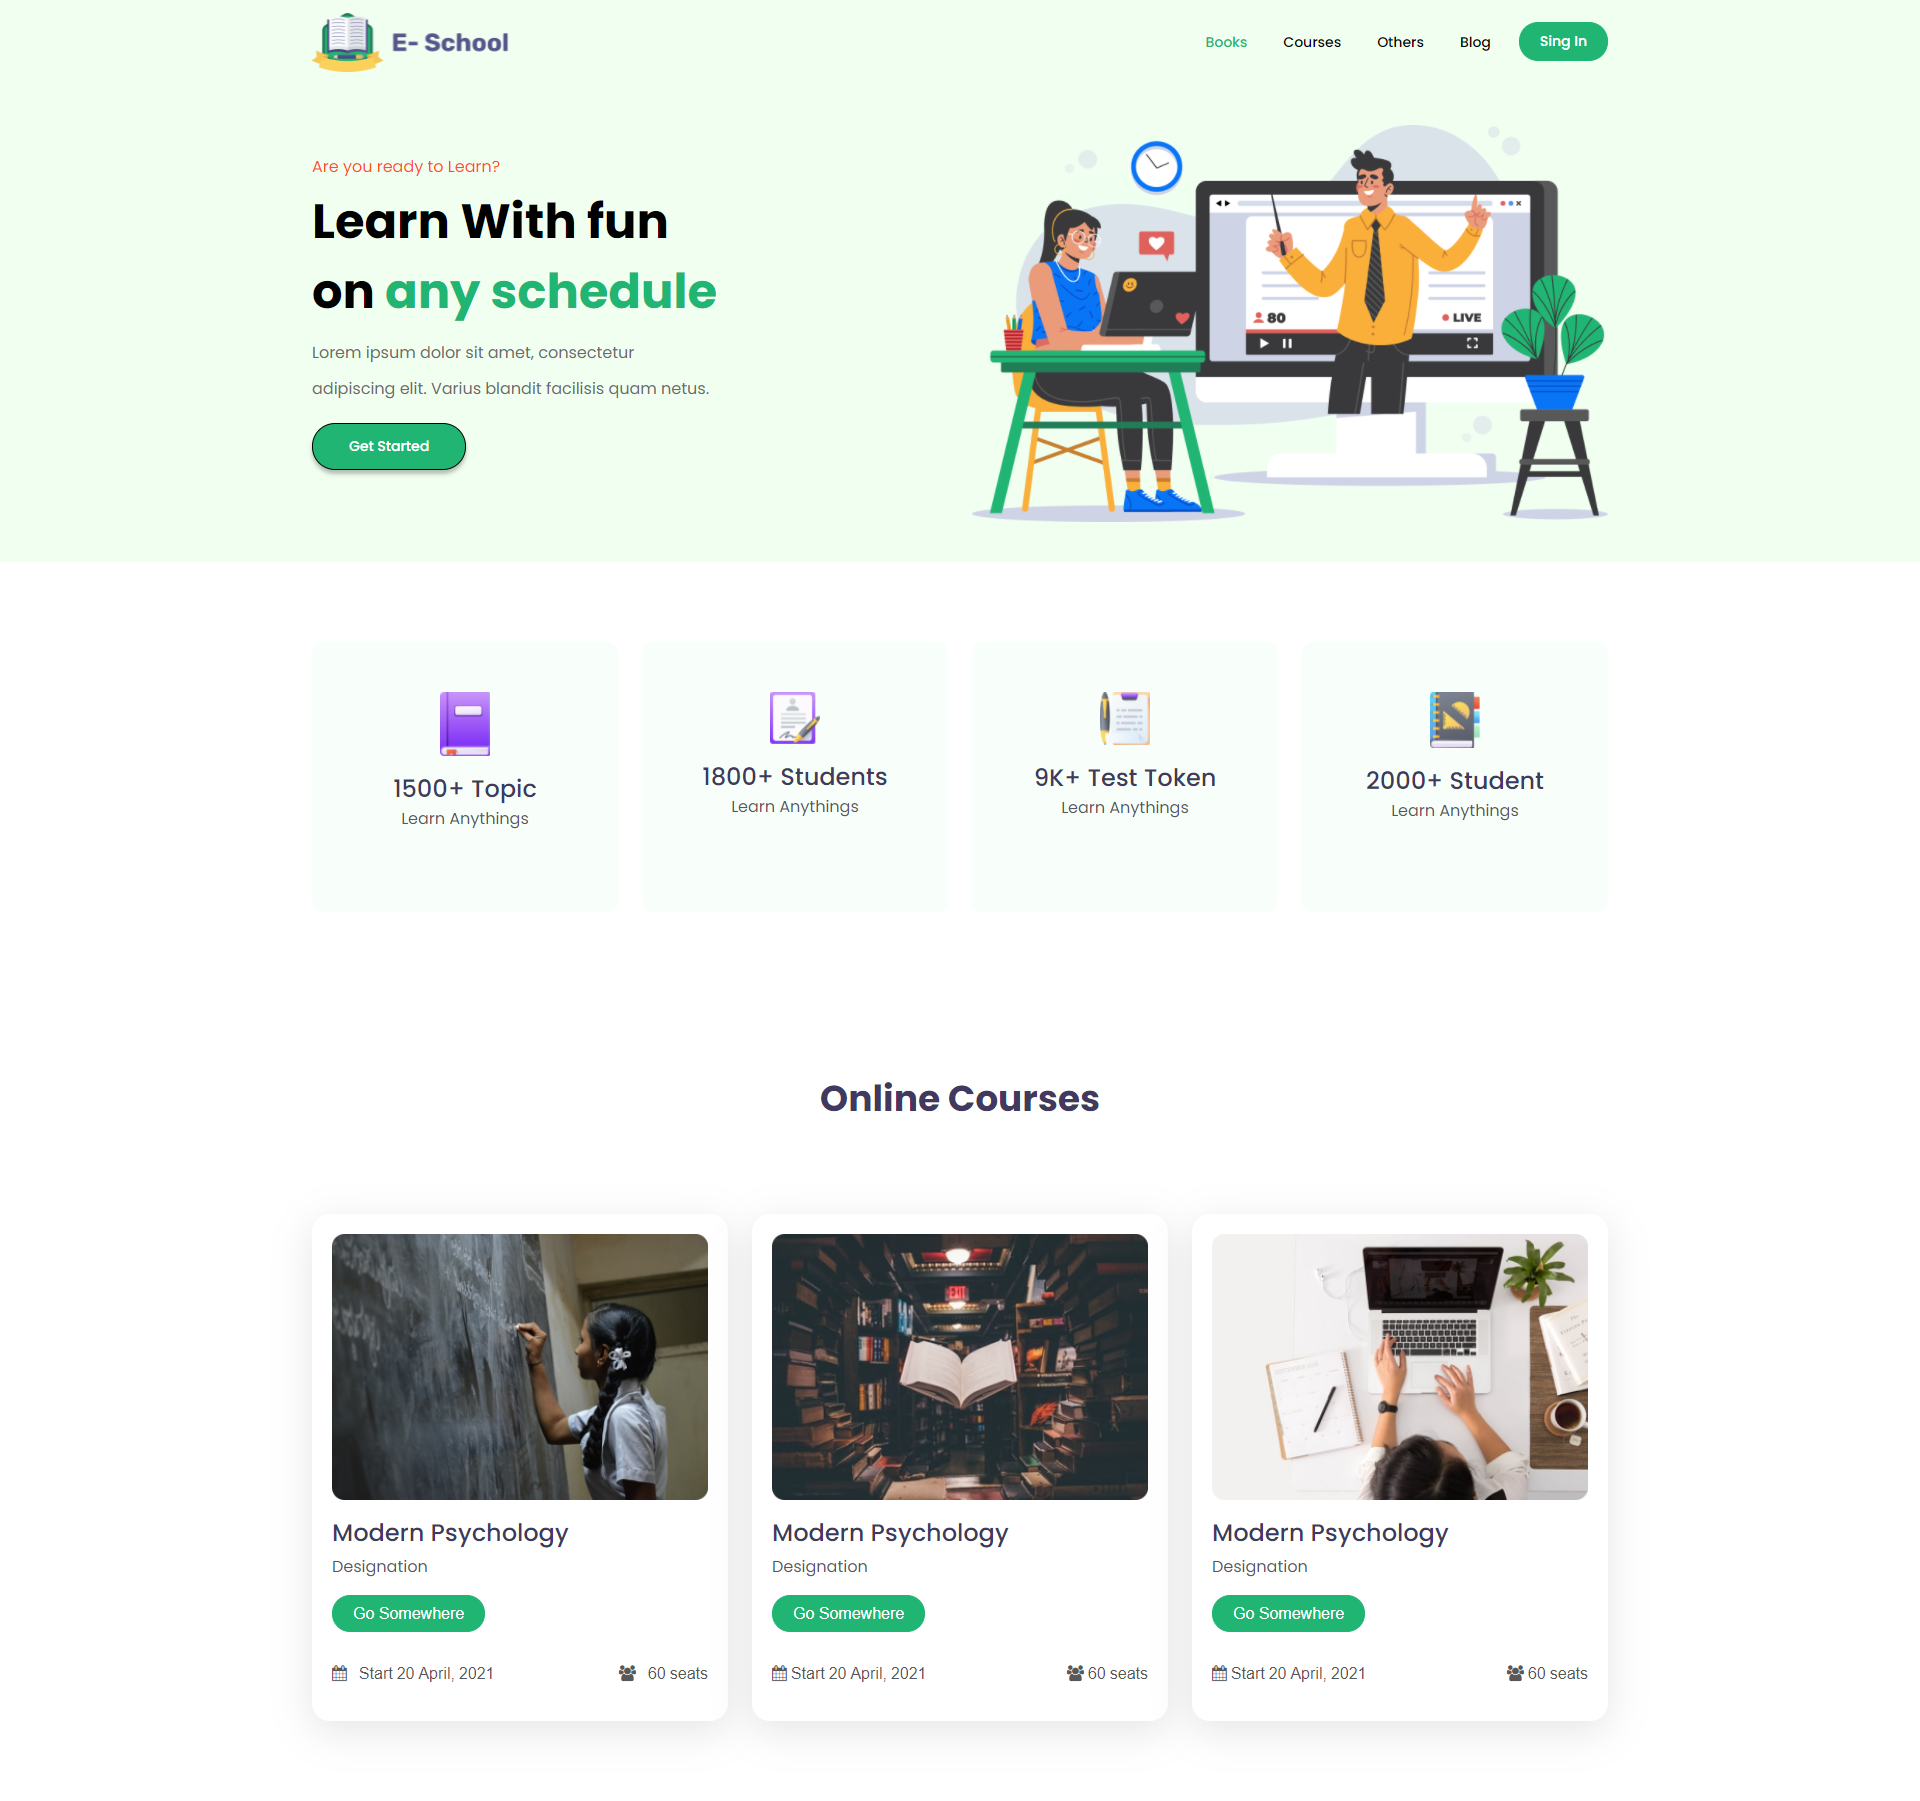 E- School
Books
Courses
Others
Blog
Sing In
Are you ready to Learn?
Learn With fun
on any schedule
Lorem ipsum dolor sit amet, consectetur
adipiscing elit. Varius blandit facilisis quam netus.
Get Started
80
LIVE
1500+ Topic
Learn Anythings
1800+ Students
Learn Anythings
9K+ Test Token
Learn Anythings
2000+ Student
Learn Anythings
Online Courses
EXIT
Modern Psychology
Designation
Go Somewhere
Start 20 April, 2021
60 seats
Modern Psychology
Designation
Go Somewhere
Start 20 April, 2021
60 seats
Modern Psychology
Designation
Go Somewhere
Start 20 April, 2021
60 seats